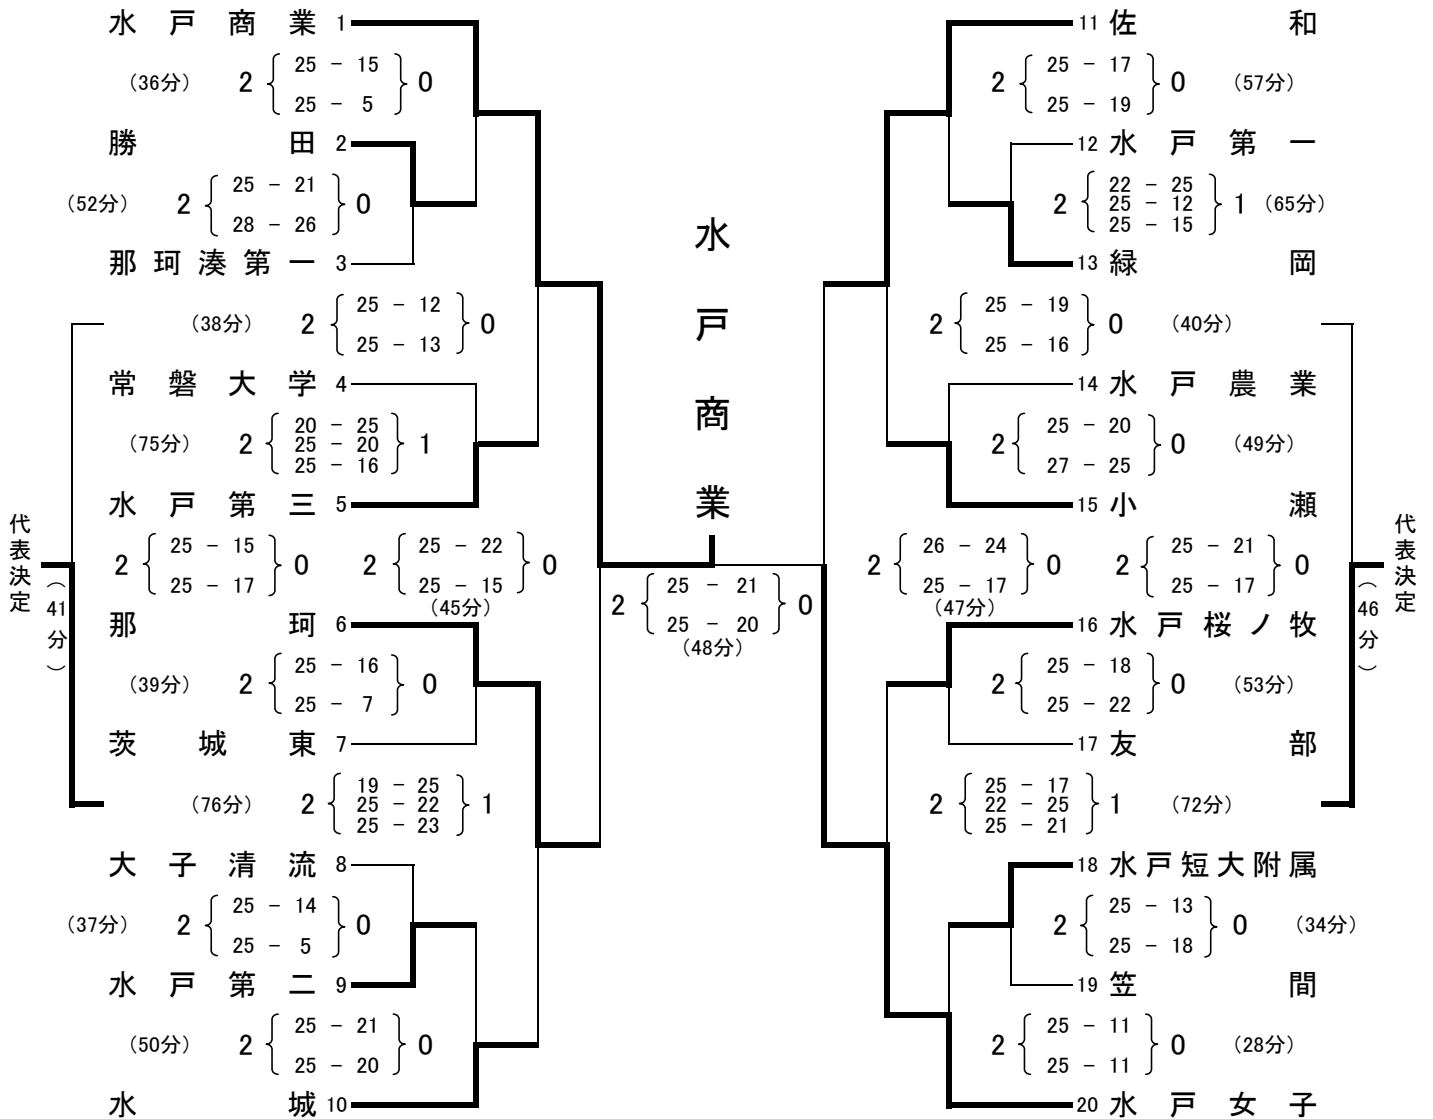 水戸商業 1
(36分) 2 25 - 15 0
25 - 5
勝田 2
(52分) 2 25 - 21 0
28 - 26
那珂湊第一 3
(38分) 2 25 - 12 0
25 - 13
常磐大学 4
(75分) 2 20 - 25 1
25 - 20
25 - 16
水戸第三 5
代表決定
(41分)
2 25 - 15 0
25 - 17
2 25 - 22 0
25 - 15
(45分)
那珂 6
(39分) 2 25 - 16 0
25 - 7
茨城東 7
(76分) 2 19 - 25 1
25 - 22
25 - 23
大子清流 8
(37分) 2 25 - 14 0
25 - 5
水戸第二 9
(50分) 2 25 - 21 0
25 - 20
水城 10
水戸商業
2 25 - 21 0
25 - 20
(48分)
11 佐和
2 25 - 17 0 (57分)
25 - 19
12 水戸第一
2 22 - 25 1 (65分)
25 - 12
25 - 15
13 緑岡
2 25 - 19 0 (40分)
25 - 16
14 水戸農業
2 25 - 20 0 (49分)
27 - 25
15 小瀬
2 26 - 24 0
25 - 17
(47分)
2 25 - 21 0
25 - 17
代表決定
(46分)
16 水戸桜ノ牧
2 25 - 18 0 (53分)
25 - 22
17 友部
2 25 - 17 1 (72分)
22 - 25
25 - 21
18 水戸短大附属
2 25 - 13 0 (34分)
25 - 18
19 笠間
2 25 - 11 0 (28分)
25 - 11
20 水戸女子